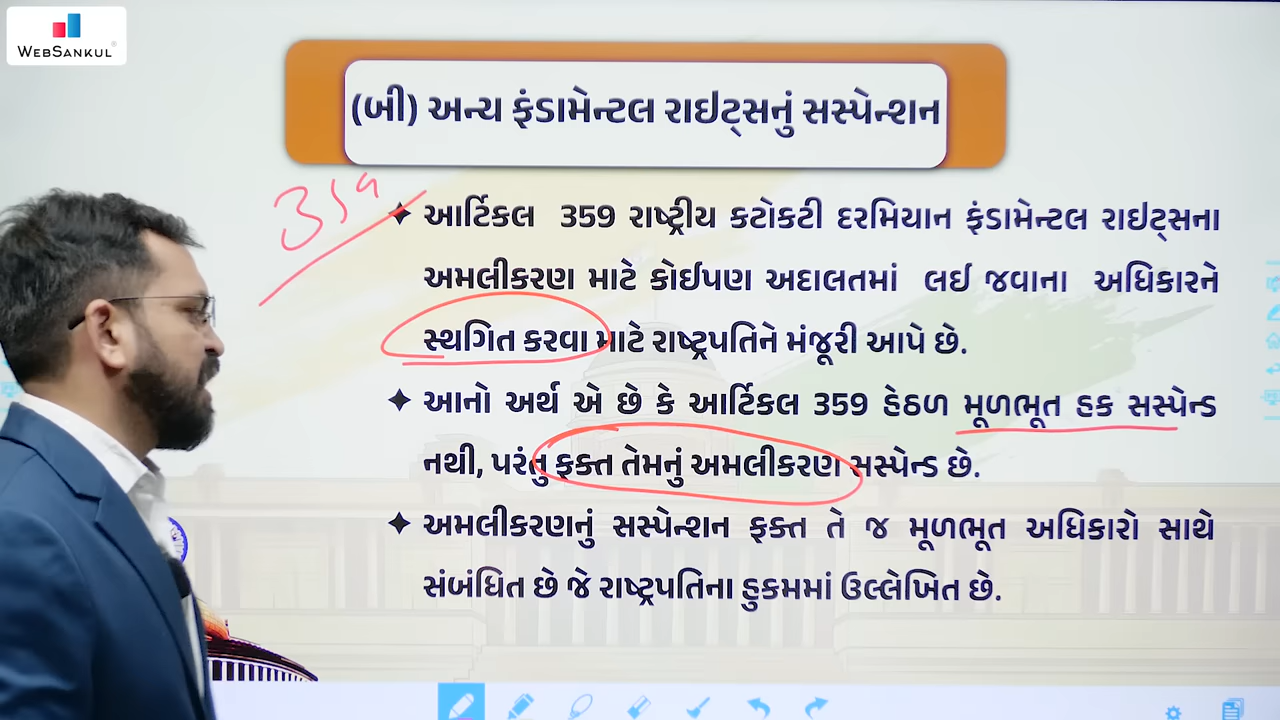 WEBSANKUL
(બી) અન્ય ફંડામેન્ટલ રાઇટ્સનું સસ્પેન્શન
359
આર્ટિકલ 359 રાષ્ટ્રીય કટોકટી દરમિયાન ફંડામેન્ટલ રાઇટ્સના
અમલીકરણ માટે કોઈપણ અદાલતમાં લઈ જવાના અધિકારને
સ્થગિત કરવા માટે રાષ્ટ્રપતિને મંજૂરી આપે છે.
આનો અર્થ એ છે કે આર્ટિકલ 359 હેઠળ મૂળભૂત હક સસ્પેન્ડ
નથી, પરંતુ ફક્ત તેમનું અમલીકરણ સસ્પેન્ડ છે.
અમલીકરણનું સસ્પેન્શન ફક્ત તે જ મૂળભૂત અધિકારો સાથે
સંબંધિત છે જે રાષ્ટ્રપતિના હુકમમાં ઉલ્લેખિત છે.